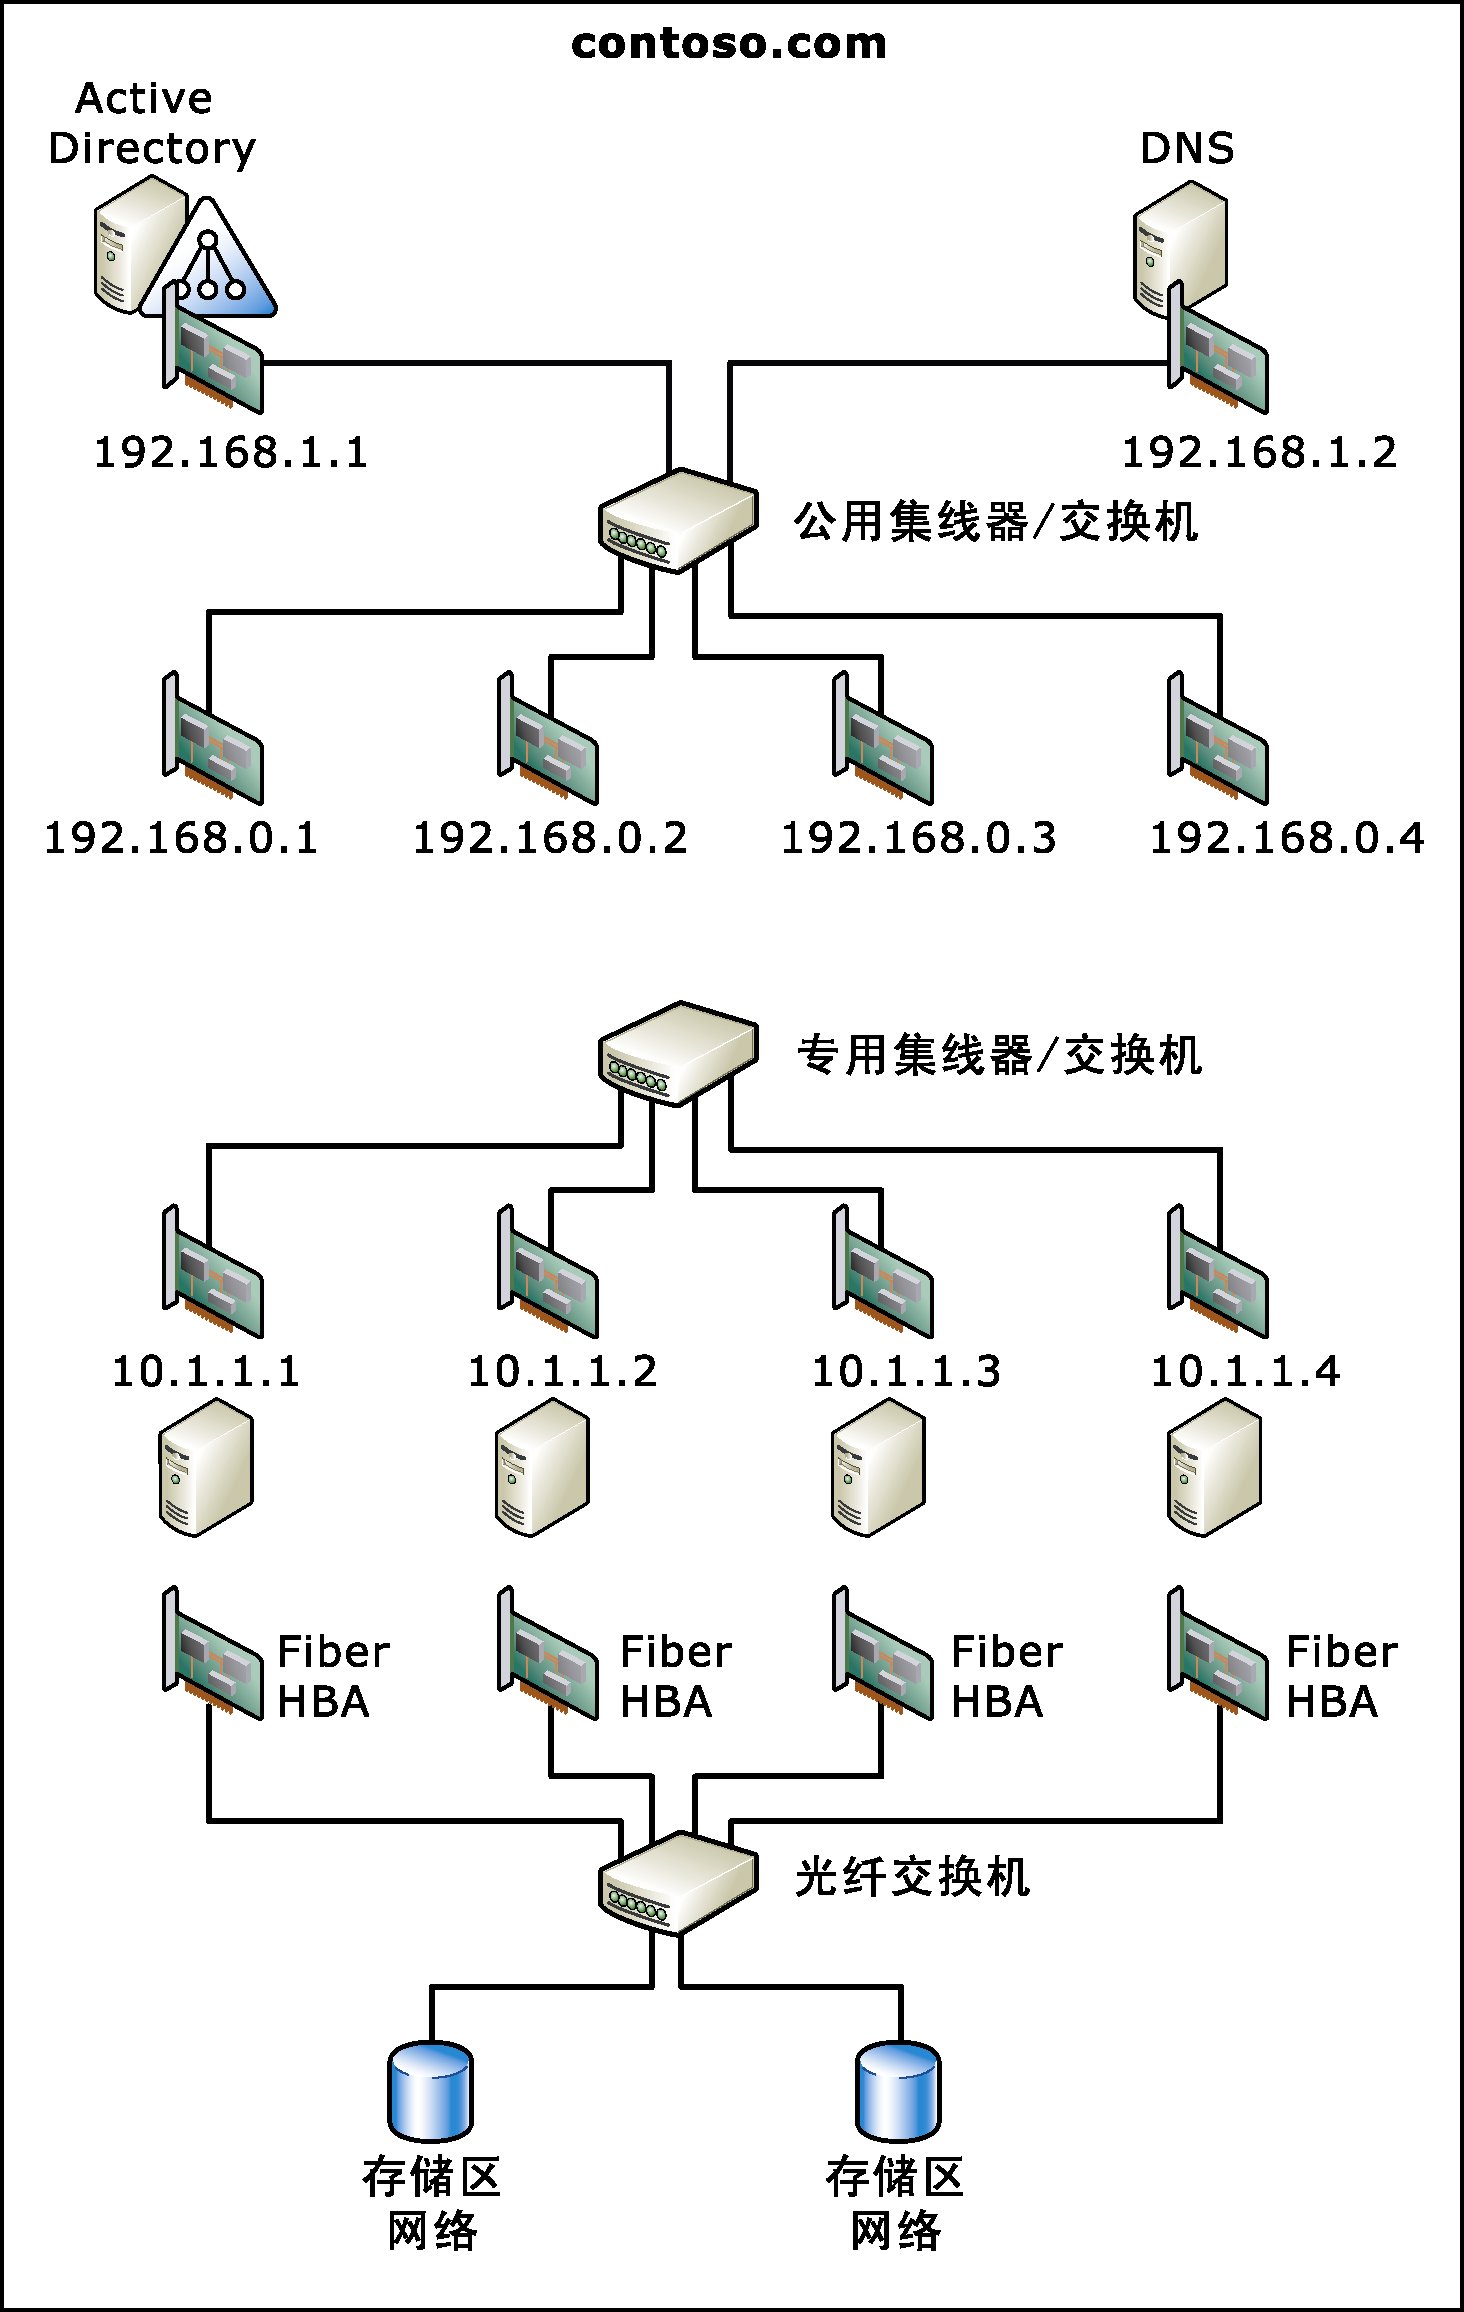 contoso.com
Active
Directory
DNS
192.168.1.1
192.168.1.2
公用集线器/交换机
192.168.0.1
192.168.0.2
192.168.0.3
192.168.0.4
专用集线器/交换机
10.1.1.1
10.1.1.2
10.1.1.3
10.1.1.4
Fiber
HBA
Fiber
HBA
Fiber
HBA
Fiber
HBA
光纤交换机
存储区
网络
存储区
网络